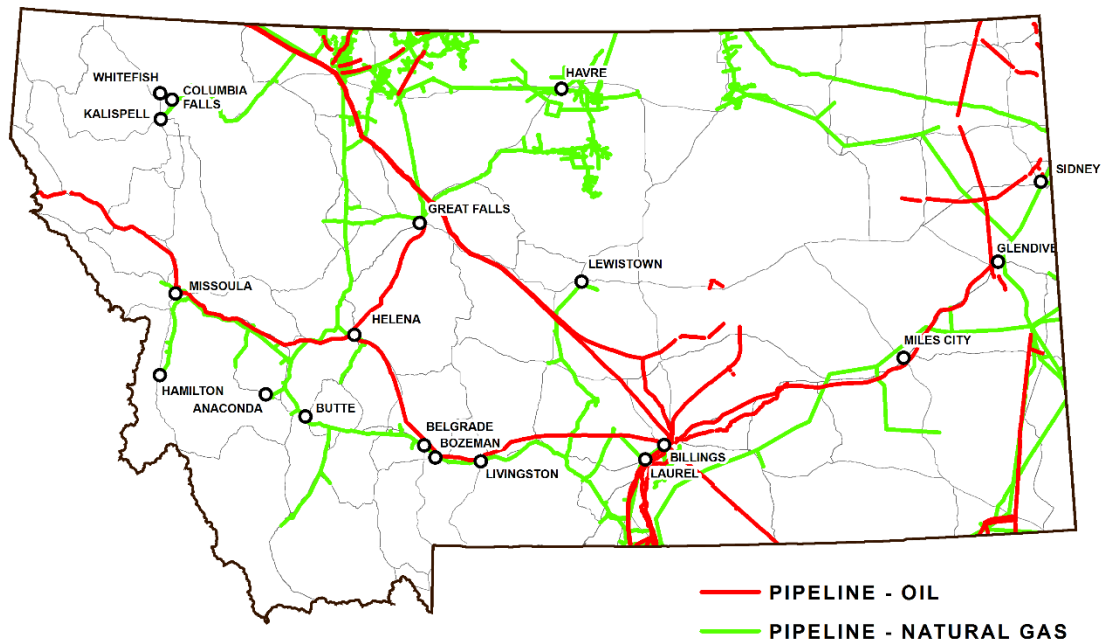 HAVRE
WHITEFISH
COLUMBIA
FALLS
KALISPELL
SIDNEY
GREAT FALLS
GLENDIVE
LEWISTOWN
MISSOULA
HELENA
MILES CITY
HAMILTON
ANACONDA
BUTTE
BELGRADE
BOZEMAN
LIVINGSTON
BILLINGS
LAUREL
PIPELINE - OIL
PIPELINE - NATURAL GAS